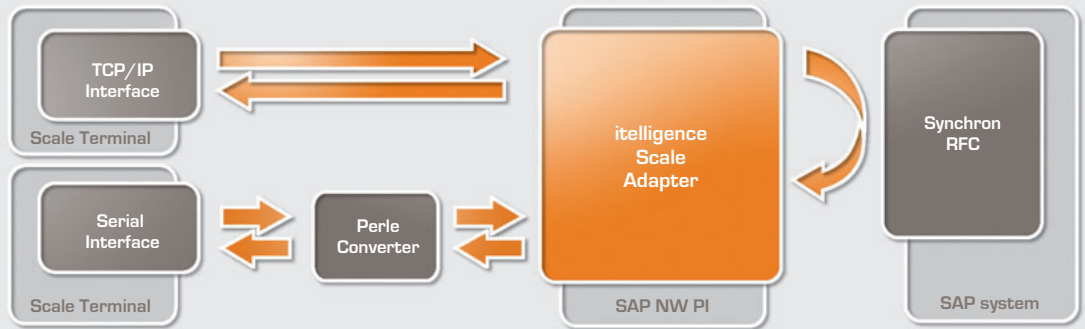 TCP/IP
Interface
Scale Terminal
Serial
Interface
Scale Terminal
Perle
Converter
itelligence
Scale
Adapter
SAP NW PI
Synchron
RFC
SAP system